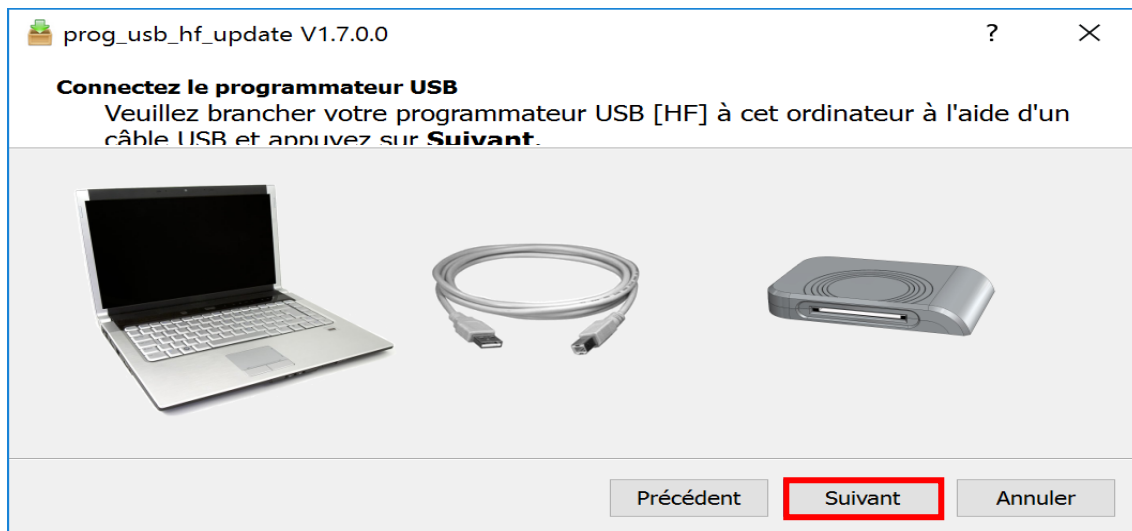 prog_usb_hf_update V1.7.0.0
?
Connectez le programmateur USB
Veuillez brancher votre programmateur USB [HF] à cet ordinateur à l'aide d'un
câble USB et appuyez sur Suivant.
Précédent
Suivant
Annuler